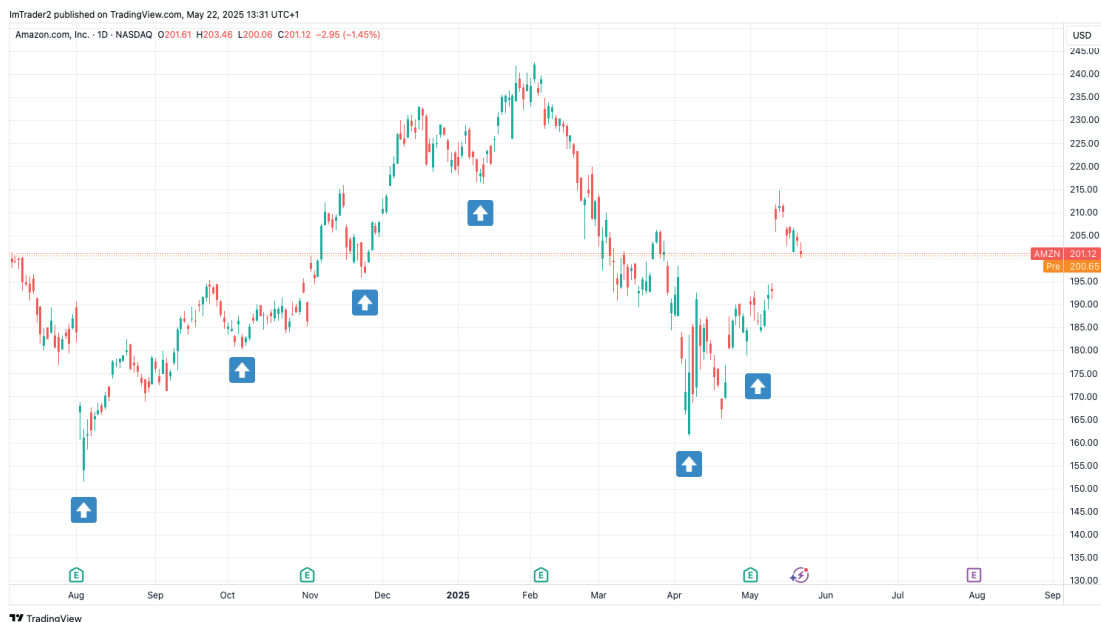 ImTrader2 published on TradingView.com, May 22, 2025 13:31 UTC+1
Amazon.com, Inc. · 1D · NASDAQ O201.61 H203.46 L200.06 C201.12 −2.95 (−1.45%)
USD
245.00
240.00
235.00
230.00
225.00
220.00
215.00
210.00
205.00
AMZN 201.12
Pre 200.65
195.00
190.00
185.00
180.00
175.00
170.00
165.00
160.00
155.00
150.00
145.00
140.00
135.00
130.00
E E E E E
Aug Sep Oct Nov Dec 2025 Feb Mar Apr May Jun Jul Aug Sep
TradingView